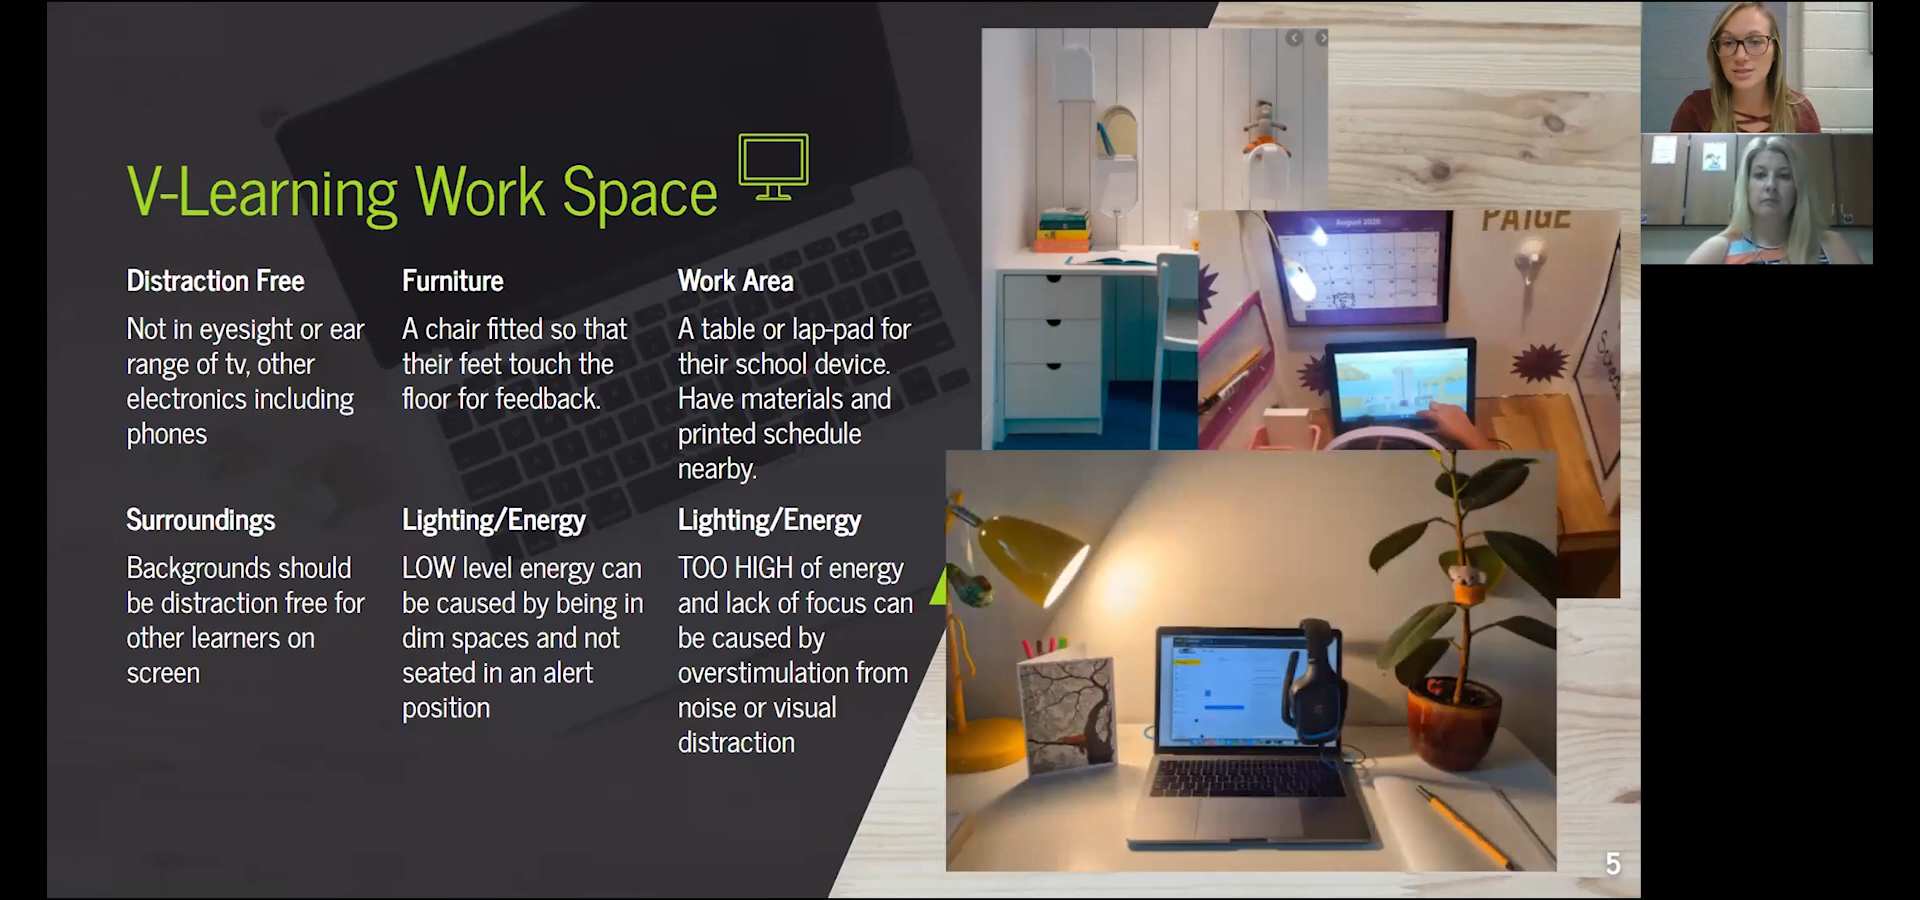 V-Learning Work Space
Distraction Free
Not in eyesight or ear
range of tv, other
electronics including
phones
Furniture
A chair fitted so that
their feet touch the
floor for feedback.
Work Area
A table or lap-pad for
their school device.
Have materials and
printed schedule
nearby.
Surroundings
Backgrounds should
be distraction free for
other learners on
screen
Lighting/Energy
LOW level energy can
be caused by being in
dim spaces and not
seated in an alert
position
Lighting/Energy
TOO HIGH of energy
and lack of focus can
be caused by
overstimulation from
noise or visual
distraction
August 2020
PAIGE
5